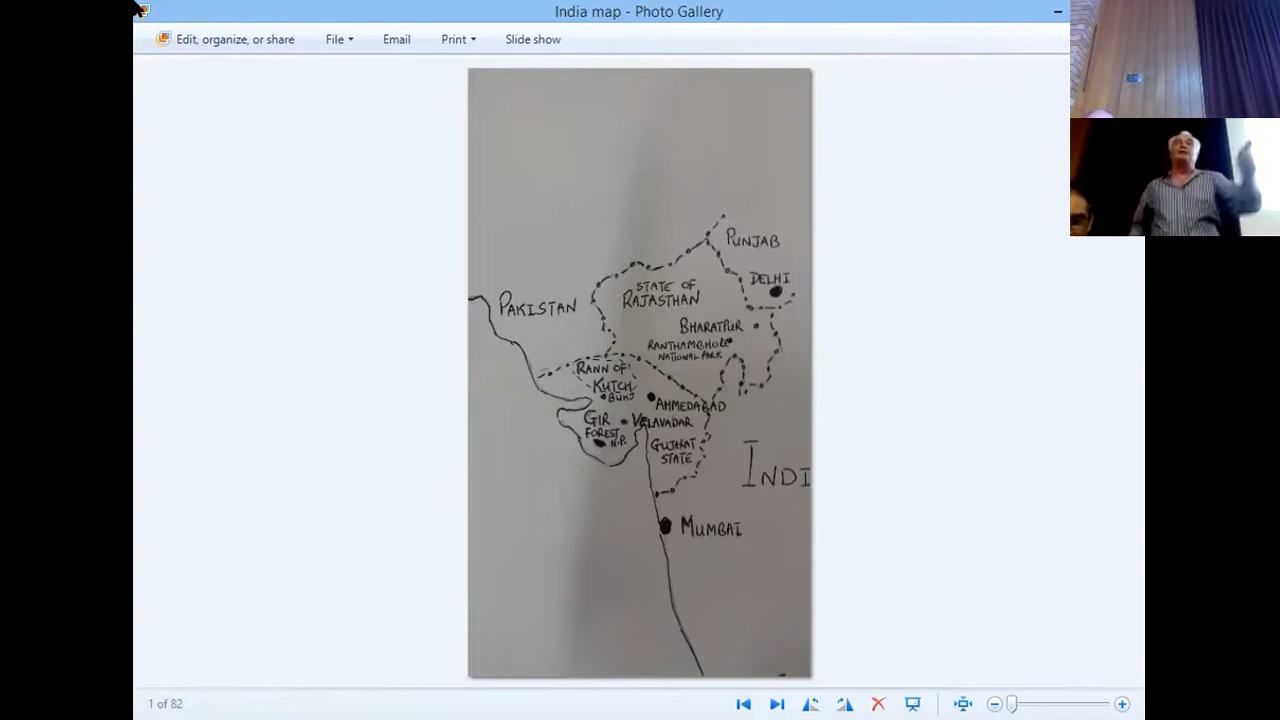 India map - Photo Gallery
Edit, organize, or share
File
Email
Print
Slide show
PUNJAB
DELHI
STATE OF
RAJASTHAN
PAKISTAN
BHARATPUR
RANTHAMBHORE
NATIONAL PARK
RANN OF
KUTCH
BUNJ
AHMEDABAD
GIR
FOREST
N.P.
VELAVADAR
GUJARAT
STATE
INDI
MUMBAI
1 of 82